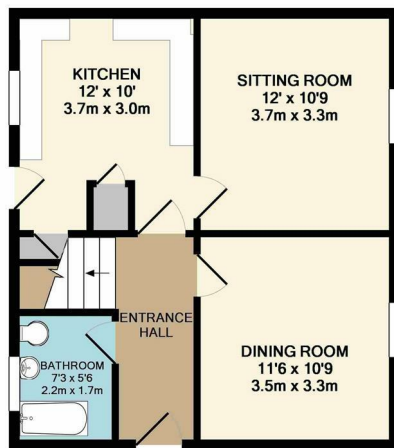 KITCHEN
12' x 10'
3.7m x 3.0m
SITTING ROOM
12' x 10'9
3.7m x 3.3m
ENTRANCE
HALL
BATHROOM
7'3 x 5'6
2.2m x 1.7m
DINING ROOM
11'6 x 10'9
3.5m x 3.3m